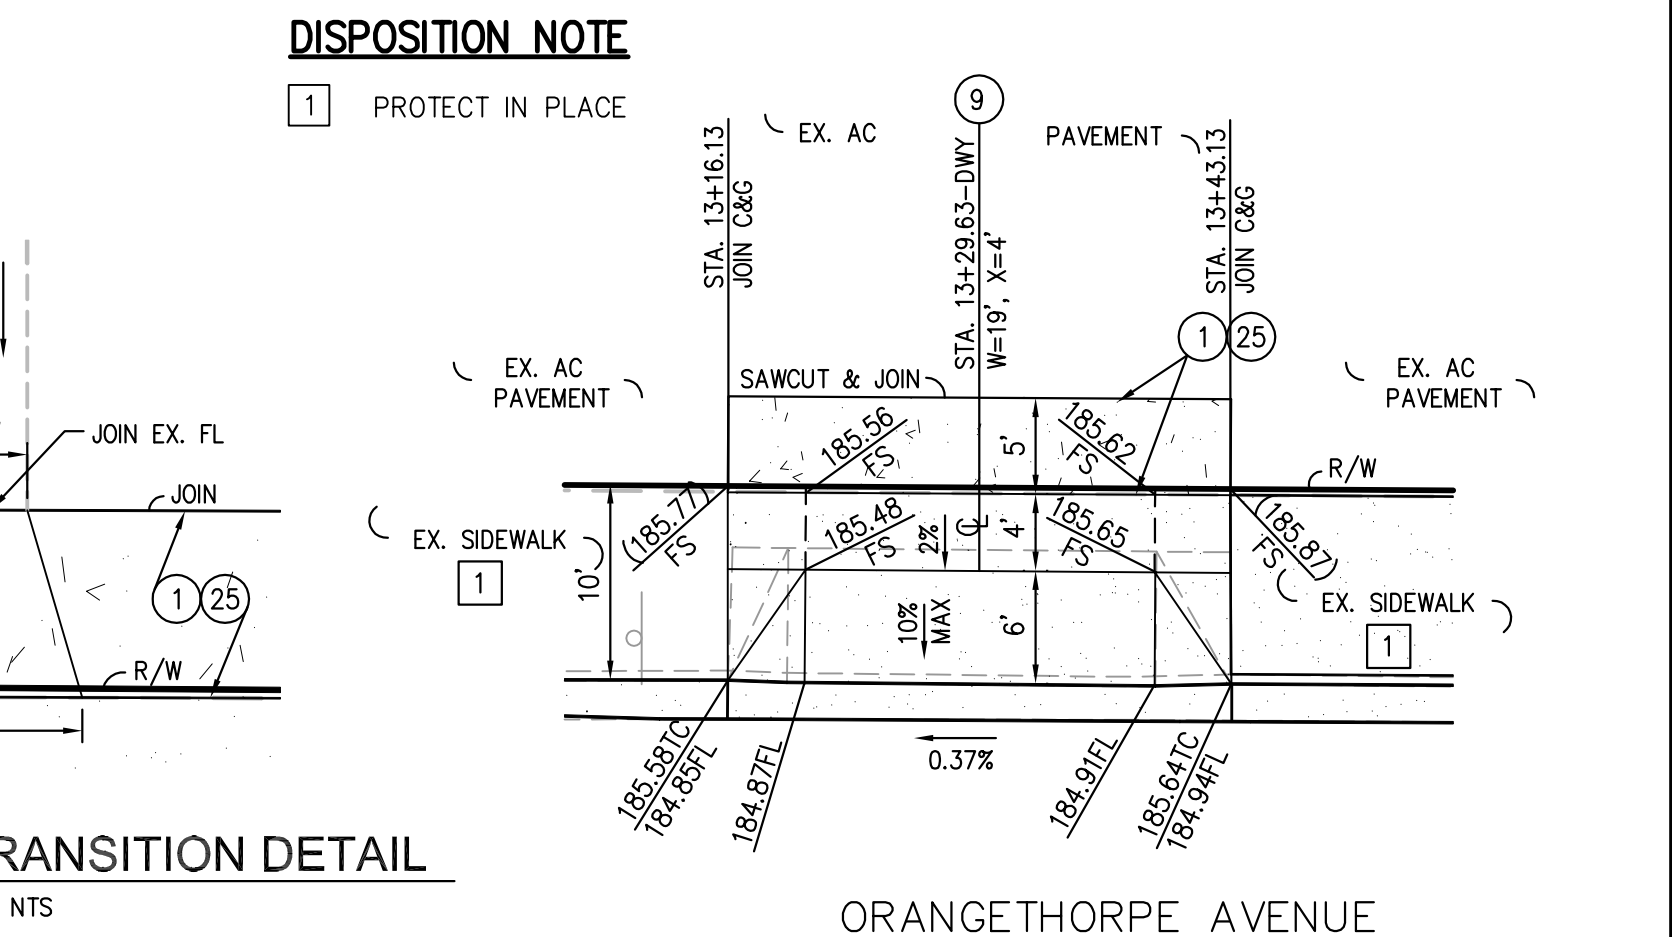 DISPOSITION NOTE
1 PROTECT IN PLACE
9
EX. AC
PAVEMENT
STA. 13+16.13
JOIN C&G
STA. 13+29.63-DWY
W=19', X=4'
STA. 13+43.13
JOIN C&G
1 25
EX. AC
PAVEMENT
SAWCUT & JOIN
EX. AC
PAVEMENT
JOIN EX. FL
JOIN
185.56
FS
5'
185.62
FS
R/W
(185.77)
FS
185.48
FS
2%
CL
4'
185.65
FS
(185.87)
FS
EX. SIDEWALK
1
10'
1 25
10%
MAX
6'
EX. SIDEWALK
1
R/W
185.58TC
184.85FL
184.87FL
0.37%
184.91FL
185.64TC
184.94FL
RANSITION DETAIL
NTS
ORANGETHORPE AVENUE